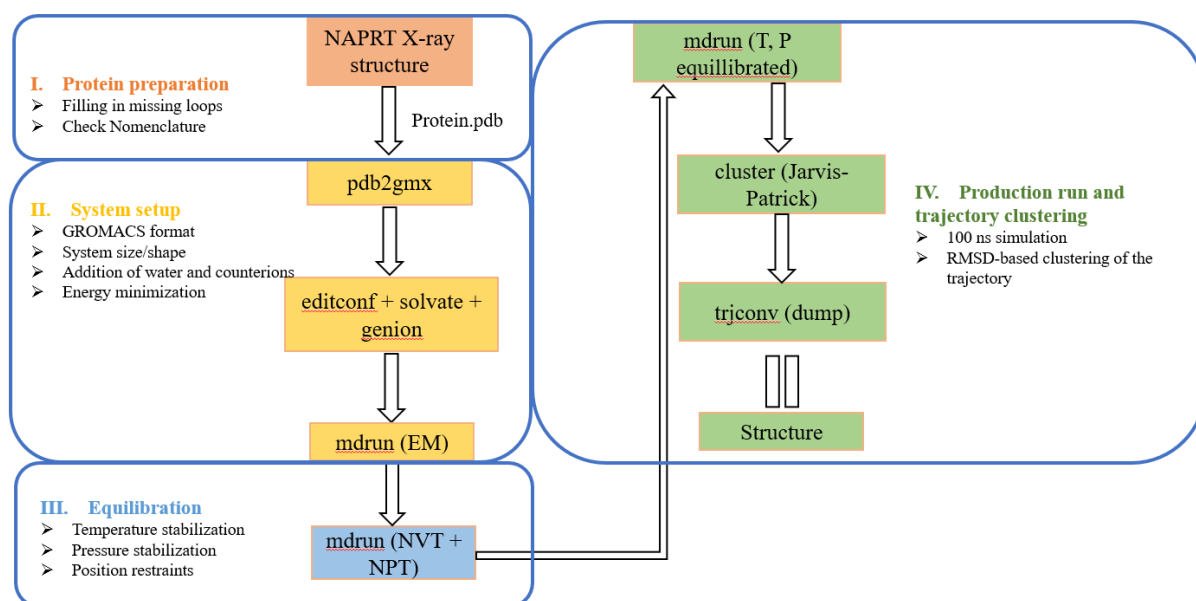 NAPRT X-ray
structure
I. Protein preparation
➢ Filling in missing loops
➢ Check Nomenclature
Protein.pdb
pdb2gmx
II. System setup
➢ GROMACS format
➢ System size/shape
➢ Addition of water and counterions
➢ Energy minimization
editconf + solvate +
genion
mdrun (EM)
III. Equilibration
➢ Temperature stabilization
➢ Pressure stabilization
➢ Position restraints
mdrun (NVT +
NPT)
mdrun (T, P
equillibrated)
cluster (Jarvis-
Patrick)
IV. Production run and
trajectory clustering
➢ 100 ns simulation
➢ RMSD-based clustering of the
trajectory
trjconv (dump)
Structure